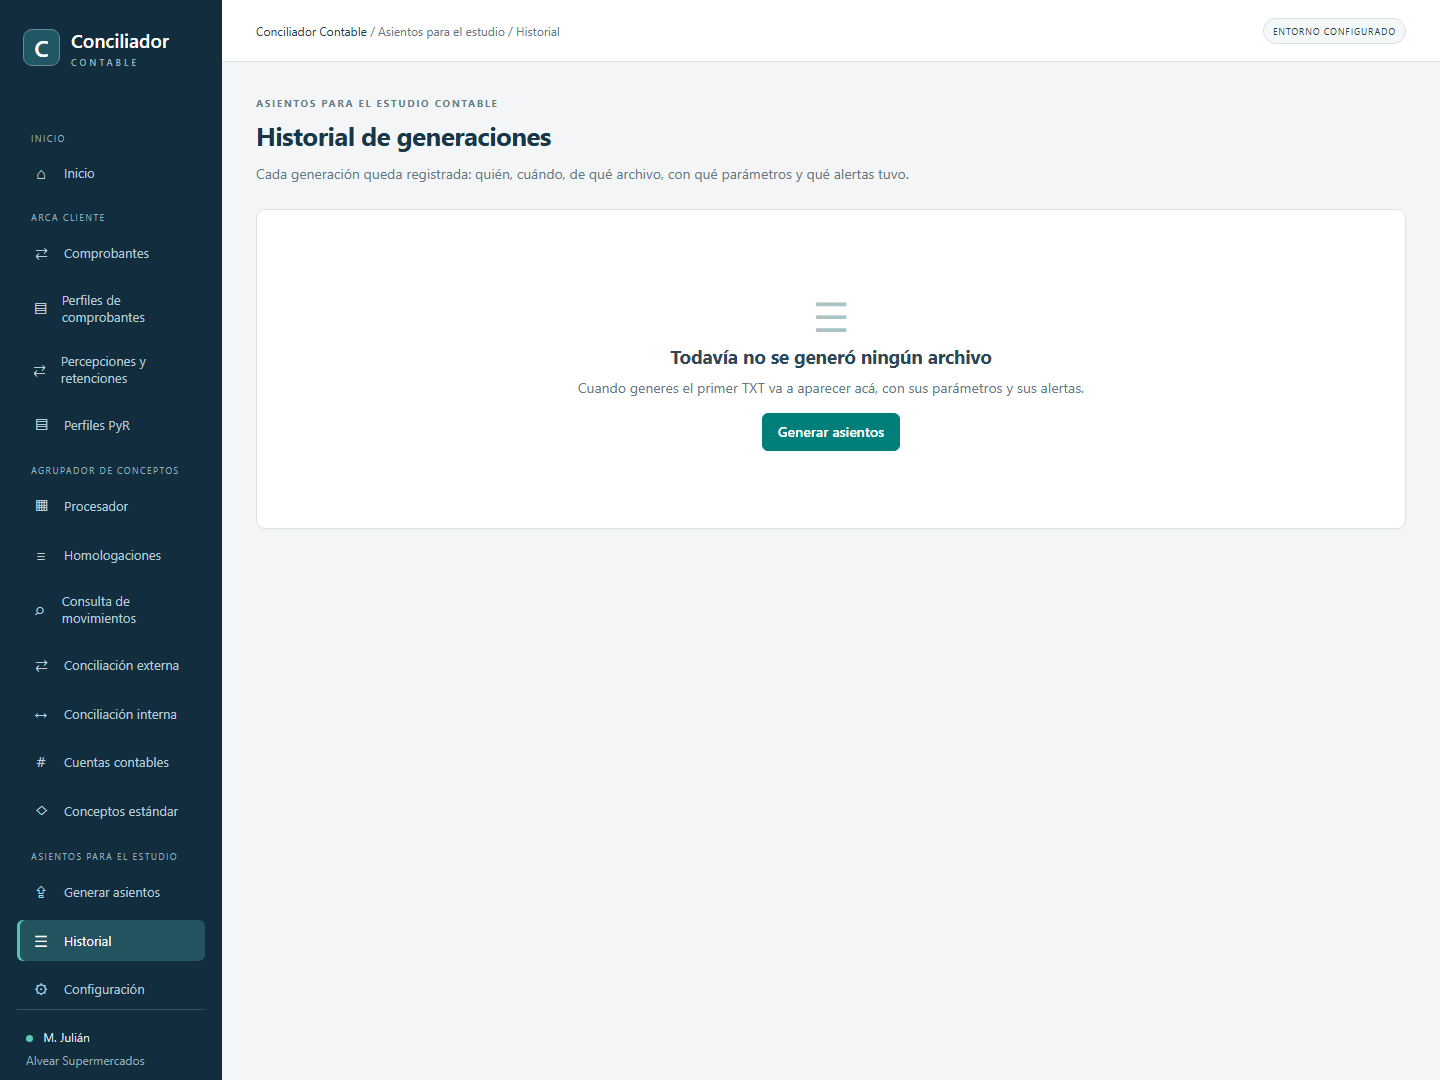 C
Conciliador
CONTABLE
INICIO
Inicio
ARCA CLIENTE
Comprobantes
Perfiles de
comprobantes
Percepciones y
retenciones
Perfiles PyR
AGRUPADOR DE CONCEPTOS
Procesador
Homologaciones
Consulta de
movimientos
Conciliación externa
Conciliación interna
# Cuentas contables
Conceptos estándar
ASIENTOS PARA EL ESTUDIO
Generar asientos
Historial
Configuración
M. Julián
Alvear Supermercados
Conciliador Contable / Asientos para el estudio / Historial
ENTORNO CONFIGURADO
ASIENTOS PARA EL ESTUDIO CONTABLE
Historial de generaciones
Cada generación queda registrada: quién, cuándo, de qué archivo, con qué parámetros y qué alertas tuvo.
Todavía no se generó ningún archivo
Cuando generes el primer TXT va a aparecer acá, con sus parámetros y sus alertas.
Generar asientos